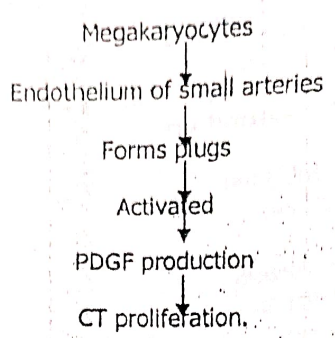 Megakaryocytes
Endothelium of small arteries
Forms plugs
Activated
PDGF production
CT proliferation.